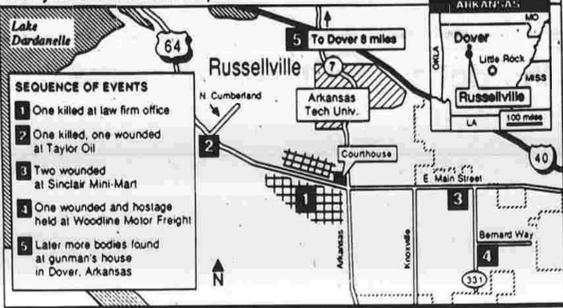 Lake
Dardanelle
64
5 To Dover 8 miles
7
Russellville
N. Cumberland
Arkansas
Tech Univ.
2
Courthouse
1
E. Main Street
3
Arkansas
Knoxville
Bernard Way
4
331
40
N
SEQUENCE OF EVENTS
1 One killed at law firm office
2 One killed, one wounded
at Taylor Oil
3 Two wounded
at Sinclair Mini-Mart
4 One wounded and hostage
held at Woodline Motor Freight
5 Later more bodies found
at gunman's house
in Dover, Arkansas
ARKANSAS
MO
OKLA
Dover
Little Rock
MISS
Russellville
LA
100 miles